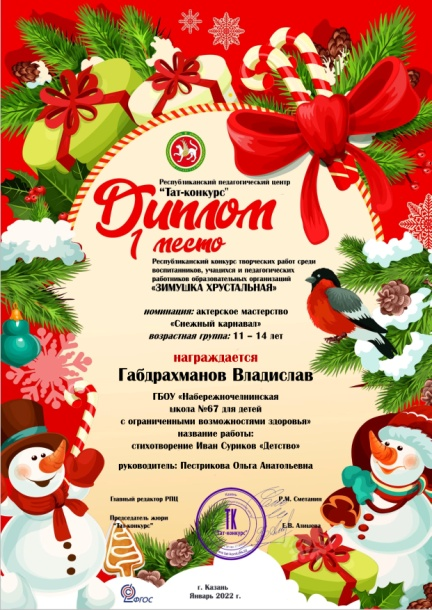 Республиканский педагогический центр
"Тат-конкурс"
Диплом
1 место
Республиканский конкурс творческих работ среди
воспитанников, учащихся и педагогических
работников образовательных организаций
«ЗИМУШКА ХРУСТАЛЬНАЯ»
номинация: актерское мастерство
«Снежный карнавал»
возрастная группа: 11 – 14 лет
награждается
Габдрахманов Владислав
ГБОУ «Набережночелнинская
школа №67 для детей
с ограниченными возможностями здоровья»
название работы:
стихотворение Иван Суриков «Детство»
руководитель: Пестрикова Ольга Анатольевна
Главный редактор РПЦ
Р.М. Сметанин
Председатель жюри
"Тат-конкурс"
ТК
"Тат-конкурс"
Е.В.
ФГОС
г. Казань
Январь 2022 г.